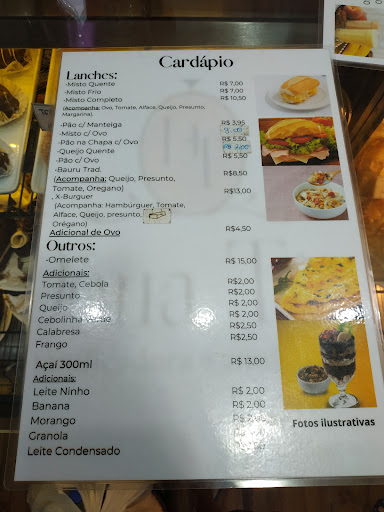 Cardápio
Lanches:
-Misto Quente R$ 7,00
-Misto Frio R$ 7,00
-Misto Completo R$ 10,50
(Acompanha: Ovo, Tomate, Alface, Queijo, Presunto,
Margarina).
-Pão c/ Manteiga R$ 3,95
-Misto c/ Ovo
-Pão na Chapa c/ Ovo R$ 5,50
-Queijo Quente
-Pão c/ Ovo R$ 5,50
-Bauru Trad. R$8,50
(Acompanha: Queijo, Presunto,
Tomate, Oregano)
. X-Burguer R$13,00
(Acompanha: Hambúrguer, Tomate,
Alface, Queijo, presunto,
Orégano)
Adicional de Ovo R$4,50
Outros:
-Omelete R$ 15,00
Adicionais:
Tomate, Cebola R$2,00
Presunto R$2,00
Queijo R$ 2,00
Cebolinha R$ 2,00
Calabresa R$2,50
Frango R$2,50
Açaí 300ml R$ 13,00
Adicionais:
Leite Ninho R$ 2,00
Banana R$ 2,00
Morango
Granola
Leite Condensado
Fotos ilustrativas